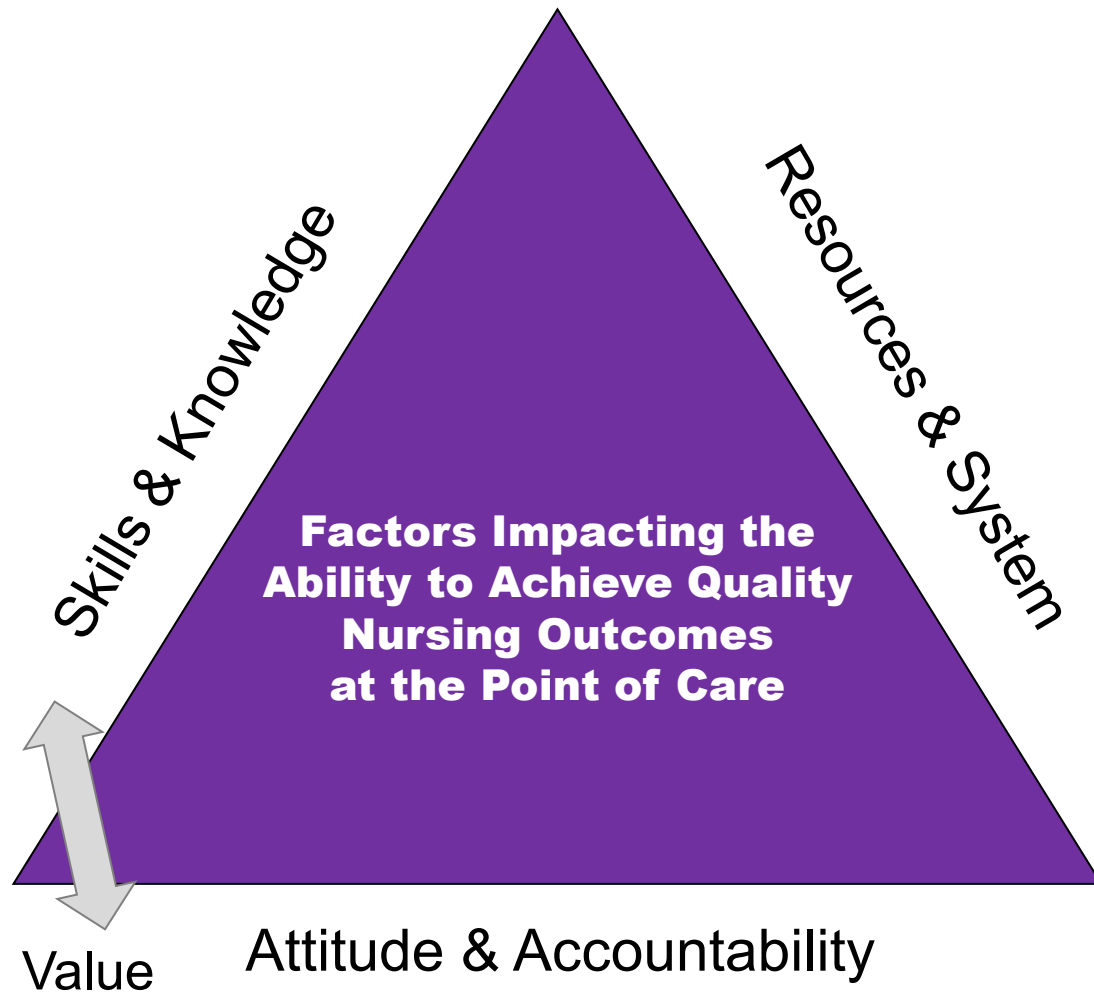 Skills & Knowledge
Resources & System
Factors Impacting the
Ability to Achieve Quality
Nursing Outcomes
at the Point of Care
Value
Attitude & Accountability